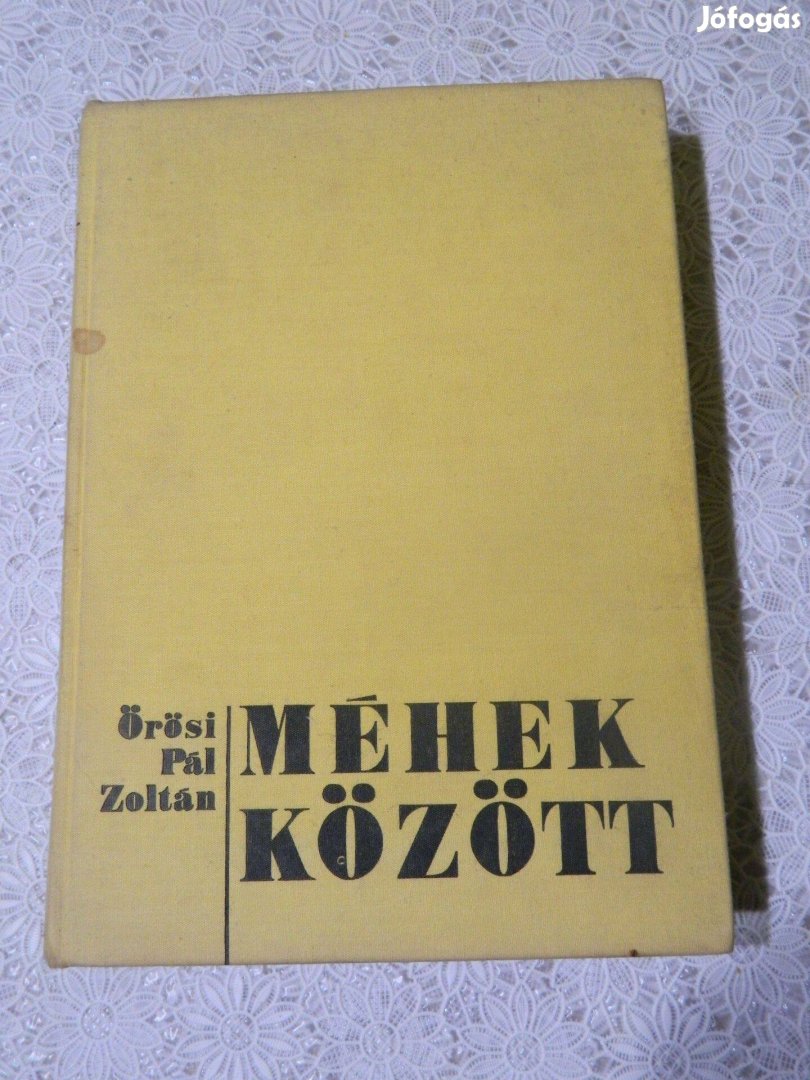 Jófogás
Örösi
Pál
Zoltán
MÉHEK
KÖZÖTT